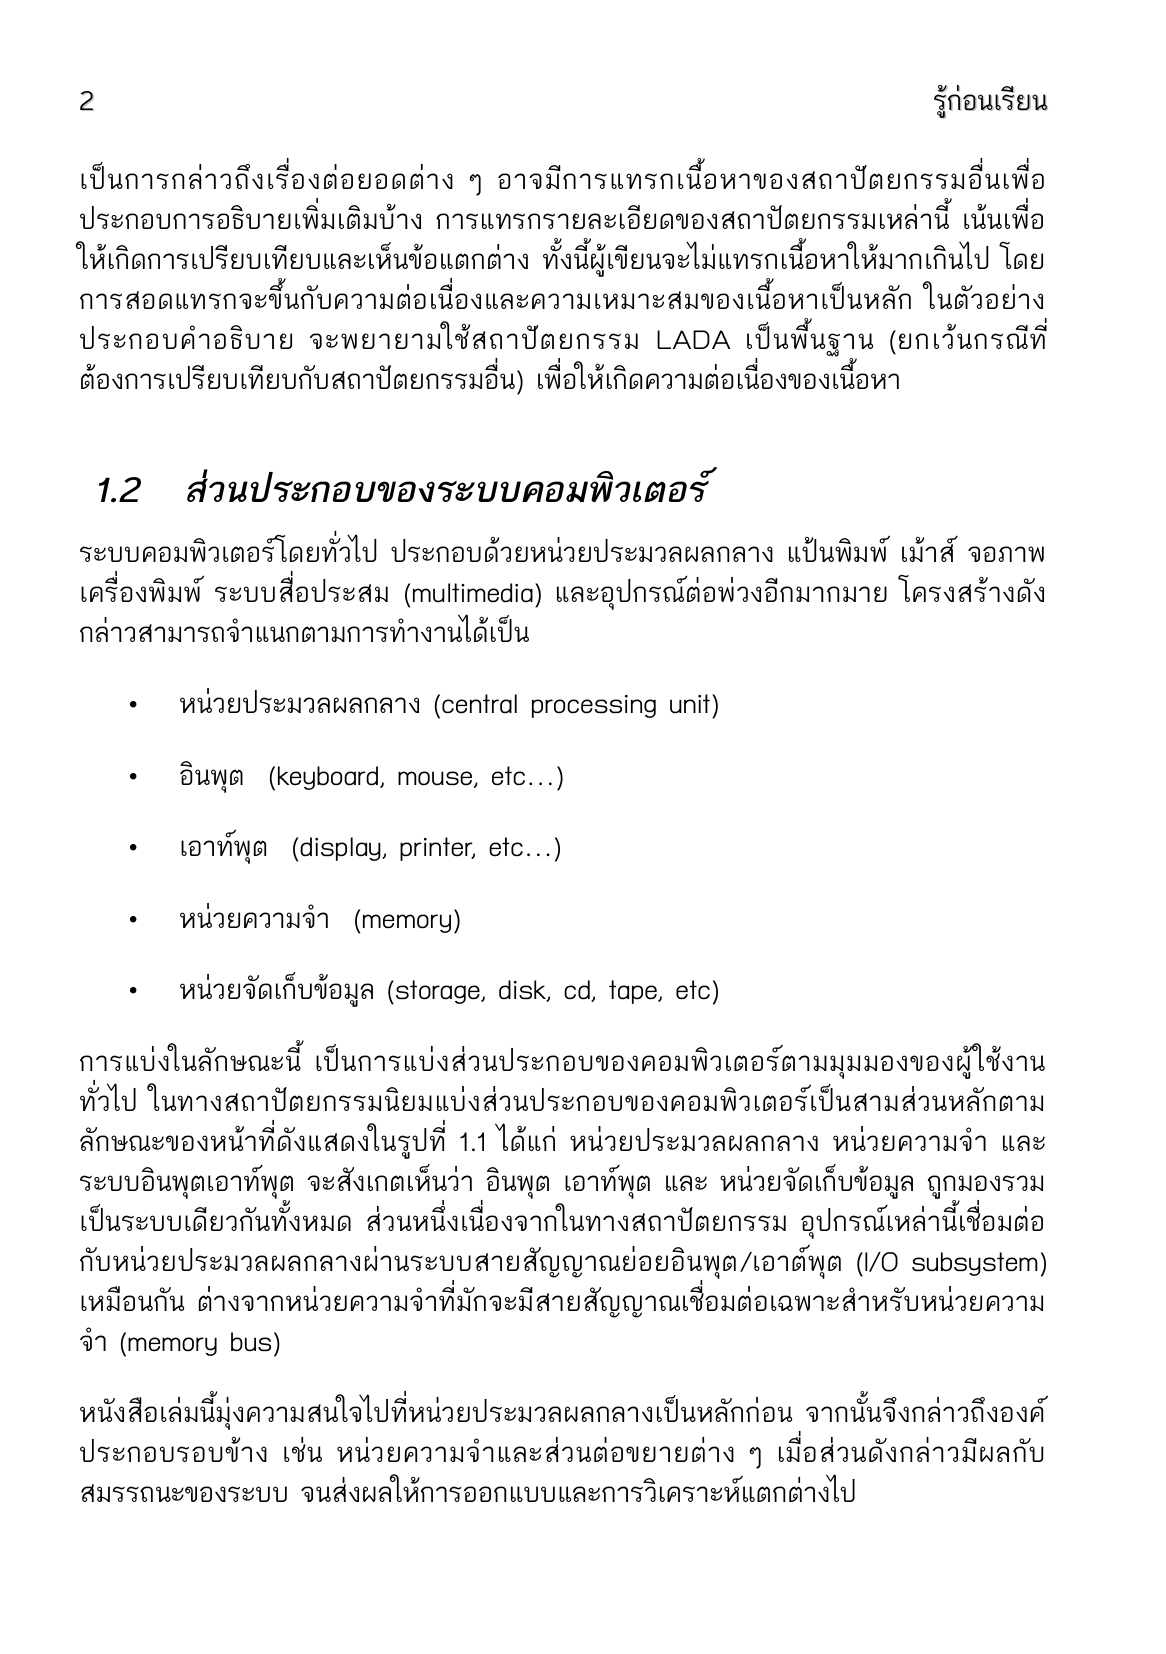 2 รู้ก่อนเรียน
เป็นการกล่าวถึงเรื่องต่อยอดต่าง ๆ อาจมีการแทรกเนื้อหาของสถาปัตยกรรมอื่นเพื่อ
ประกอบการอธิบายเพิ่มเติมบ้าง การแทรกรายละเอียดของสถาปัตยกรรมเหล่านี้ เน้นเพื่อ
ให้เกิดการเปรียบเทียบและเห็นข้อแตกต่าง ทั้งนี้ผู้เขียนจะไม่แทรกเนื้อหาให้มากเกินไป โดย
การสอดแทรกจะขึ้นกับความต่อเนื่องและความเหมาะสมของเนื้อหาเป็นหลัก ในตัวอย่าง
ประกอบคำอธิบาย จะพยายามใช้สถาปัตยกรรม LADA เป็นพื้นฐาน (ยกเว้นกรณีที่
ต้องการเปรียบเทียบกับสถาปัตยกรรมอื่น) เพื่อให้เกิดความต่อเนื่องของเนื้อหา
1.2 ส่วนประกอบของระบบคอมพิวเตอร์
ระบบคอมพิวเตอร์โดยทั่วไป ประกอบด้วยหน่วยประมวลผลกลาง แป้นพิมพ์ เม้าส์ จอภาพ
เครื่องพิมพ์ ระบบสื่อประสม (multimedia) และอุปกรณ์ต่อพ่วงอีกมากมาย โครงสร้างดัง
กล่าวสามารถจำแนกตามการทำงานได้เป็น
• หน่วยประมวลผลกลาง (central processing unit)
• อินพุต (keyboard, mouse, etc...)
• เอาท์พุต (display, printer, etc...)
• หน่วยความจำ (memory)
• หน่วยจัดเก็บข้อมูล (storage, disk, cd, tape, etc)
การแบ่งในลักษณะนี้ เป็นการแบ่งส่วนประกอบของคอมพิวเตอร์ตามมุมมองของผู้ใช้งาน
ทั่วไป ในทางสถาปัตยกรรมนิยมแบ่งส่วนประกอบของคอมพิวเตอร์เป็นสามส่วนหลักตาม
ลักษณะของหน้าที่ดังแสดงในรูปที่ 1.1 ได้แก่ หน่วยประมวลผลกลาง หน่วยความจำ และ
ระบบอินพุตเอาท์พุต จะสังเกตเห็นว่า อินพุต เอาท์พุต และ หน่วยจัดเก็บข้อมูล ถูกมองรวม
เป็นระบบเดียวกันทั้งหมด ส่วนหนึ่งเนื่องจากในทางสถาปัตยกรรม อุปกรณ์เหล่านี้เชื่อมต่อ
กับหน่วยประมวลผลกลางผ่านระบบสายสัญญาณย่อยอินพุต/เอาต์พุต (I/O subsystem)
เหมือนกัน ต่างจากหน่วยความจำที่มักจะมีสายสัญญาณเชื่อมต่อเฉพาะสำหรับหน่วยความ
จำ (memory bus)
หนังสือเล่มนี้มุ่งความสนใจไปที่หน่วยประมวลผลกลางเป็นหลักก่อน จากนั้นจึงกล่าวถึงองค์
ประกอบรอบข้าง เช่น หน่วยความจำและส่วนต่อขยายต่าง ๆ เมื่อส่วนดังกล่าวมีผลกับ
สมรรถนะของระบบ จนส่งผลให้การออกแบบและการวิเคราะห์แตกต่างไป